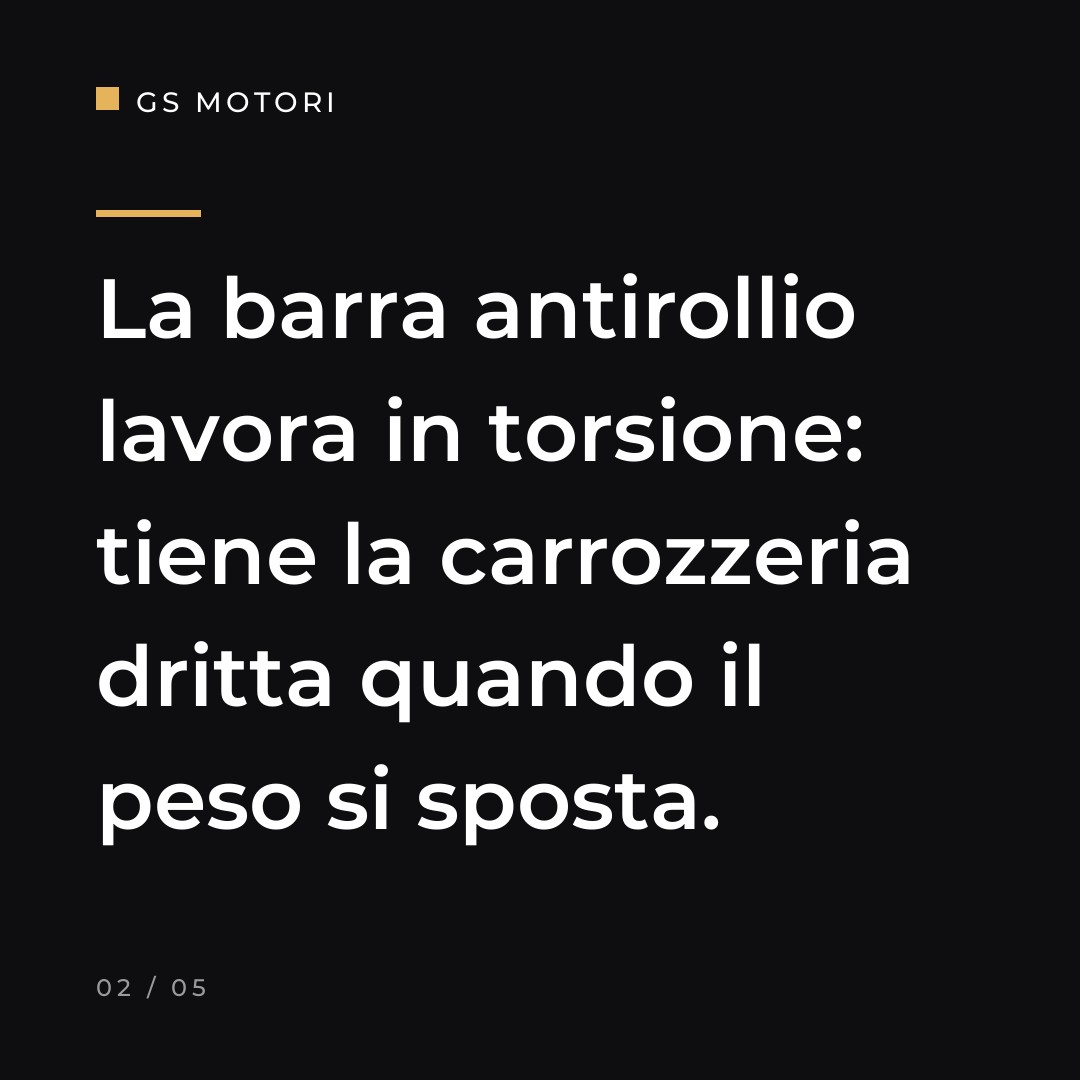 GS MOTORI
La barra antirollio
lavora in torsione:
tiene la carrozzeria
dritta quando il
peso si sposta.
02 / 05